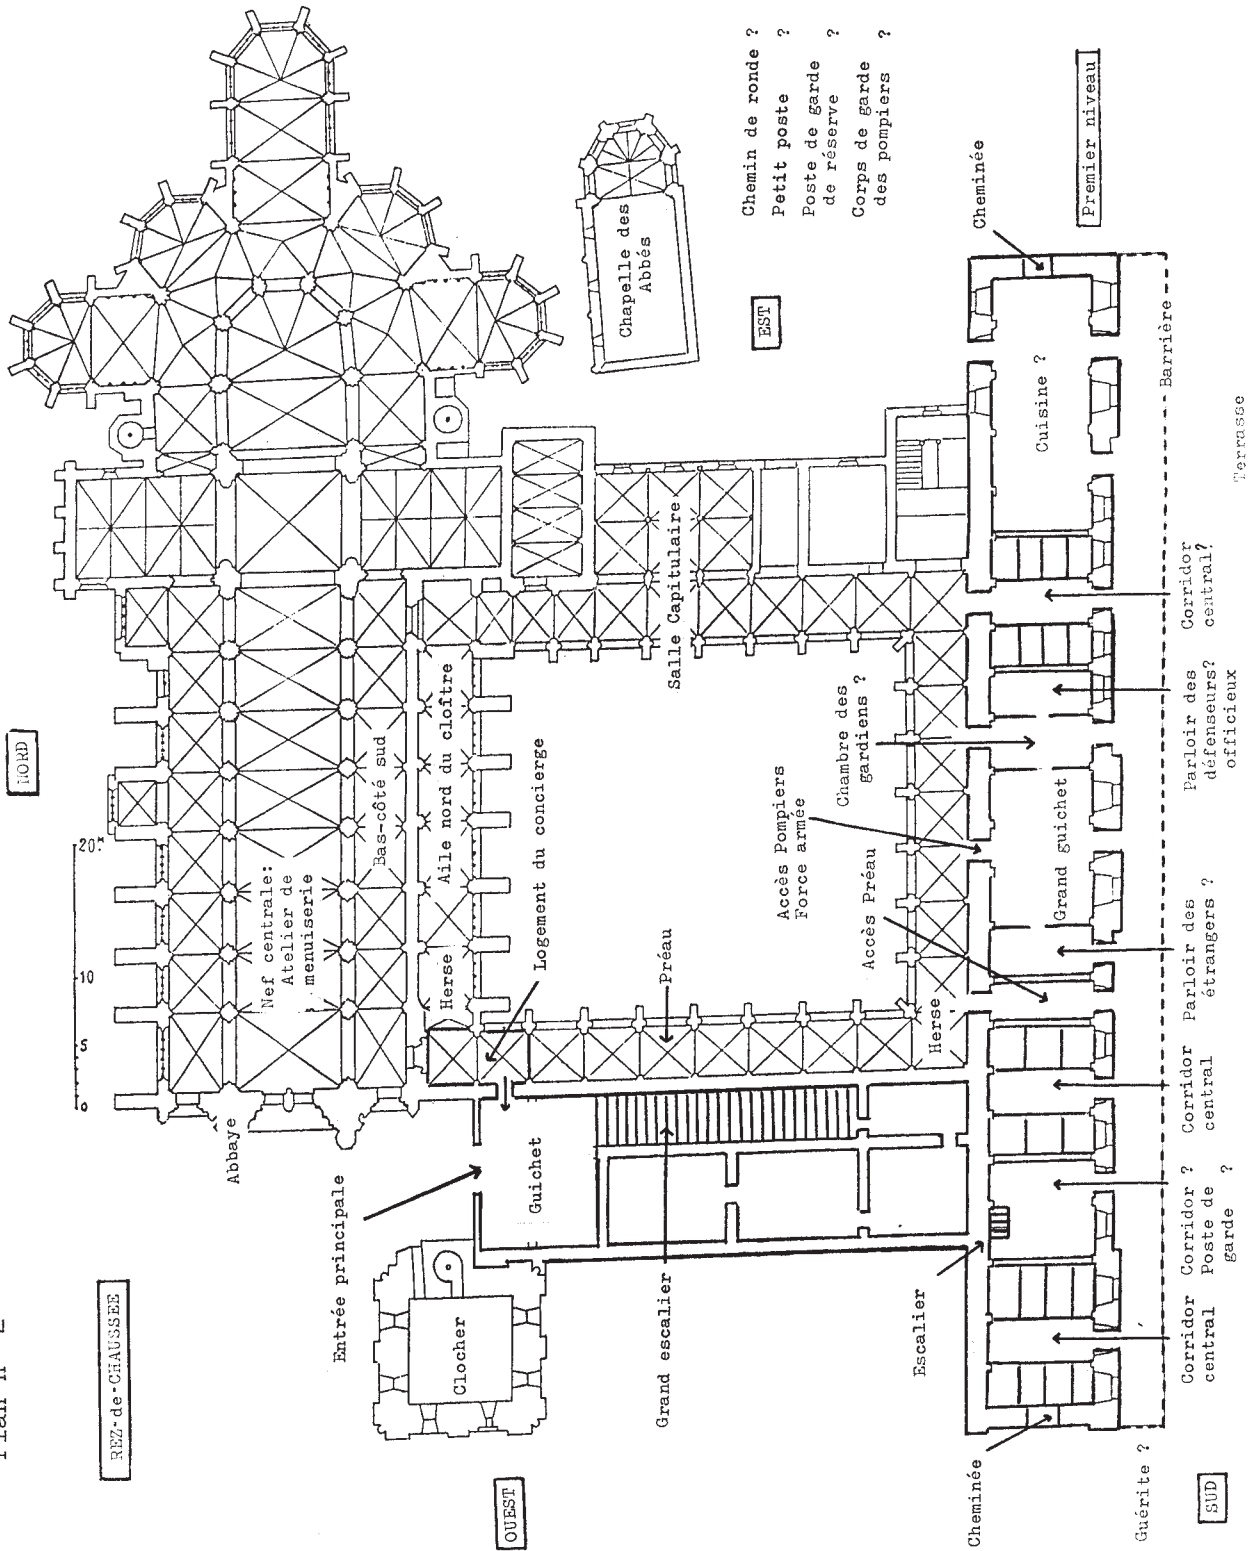 Plan n° 2
REZ-de-CHAUSSEE
NORD
OUEST
EST
SUD
Premier niveau
0
5
10
20M
Abbaye
Nef centrale:
Atelier de
menuiserie
Bas-côté sud
Herse
Aile nord du cloître
Logement du concierge
Entrée principale
Clocher
Guichet
Grand escalier
Préau
Salle Capitulaire
Chapelle des
Abbés
Chemin de ronde ?
Petit poste ?
Poste de garde
de réserve ?
Corps de garde
des pompiers ?
Chambre des
gardiens ?
Accès Pompiers
Force armée
Accès Préau
Herse
Escalier
Cheminée
Cheminée
Grand guichet
Cuisine ?
Barrière
Terrasse
Guérite ?
Corridor
central
Corridor ?
Poste de
garde ?
Corridor
central
Parloir des
étrangers ?
Parloir des
défenseurs?
officieux
Corridor
central?